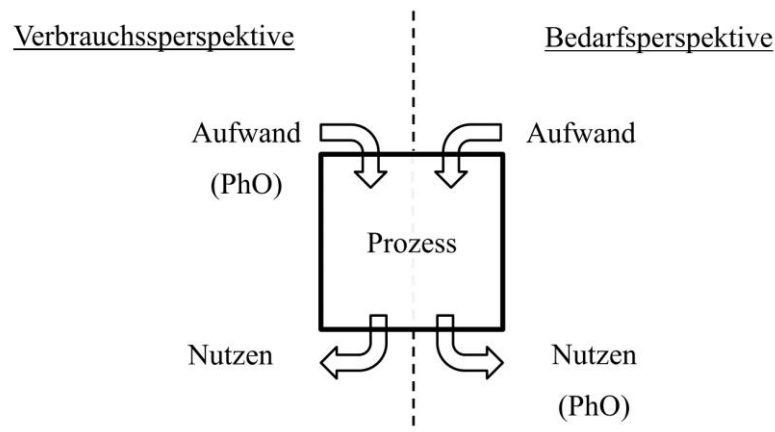 Verbrauchssperspektive
Bedarfsperspektive
Aufwand
(PhO)
Aufwand
Prozess
Nutzen
Nutzen
(PhO)